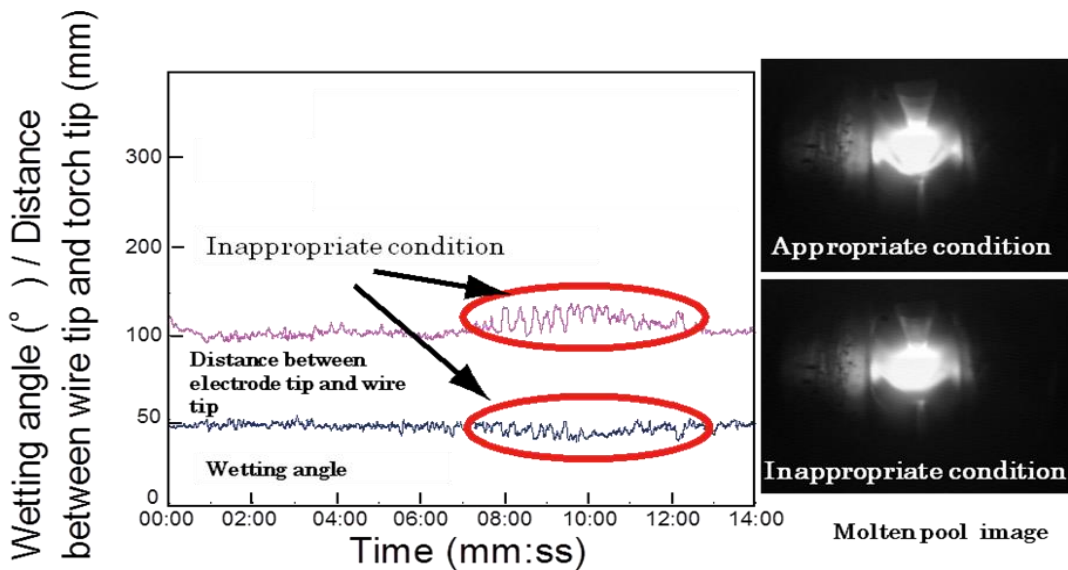 Wetting angle (°) / Distance
between wire tip and torch tip (mm)
300
200
100
50
0
Inappropriate condition
Distance between
electrode tip and wire
tip
Wetting angle
00:00 02:00 04:00 06:00 08:00 10:00 12:00 14:00
Time (mm:ss)
Appropriate condition
Inappropriate condition
Molten pool image